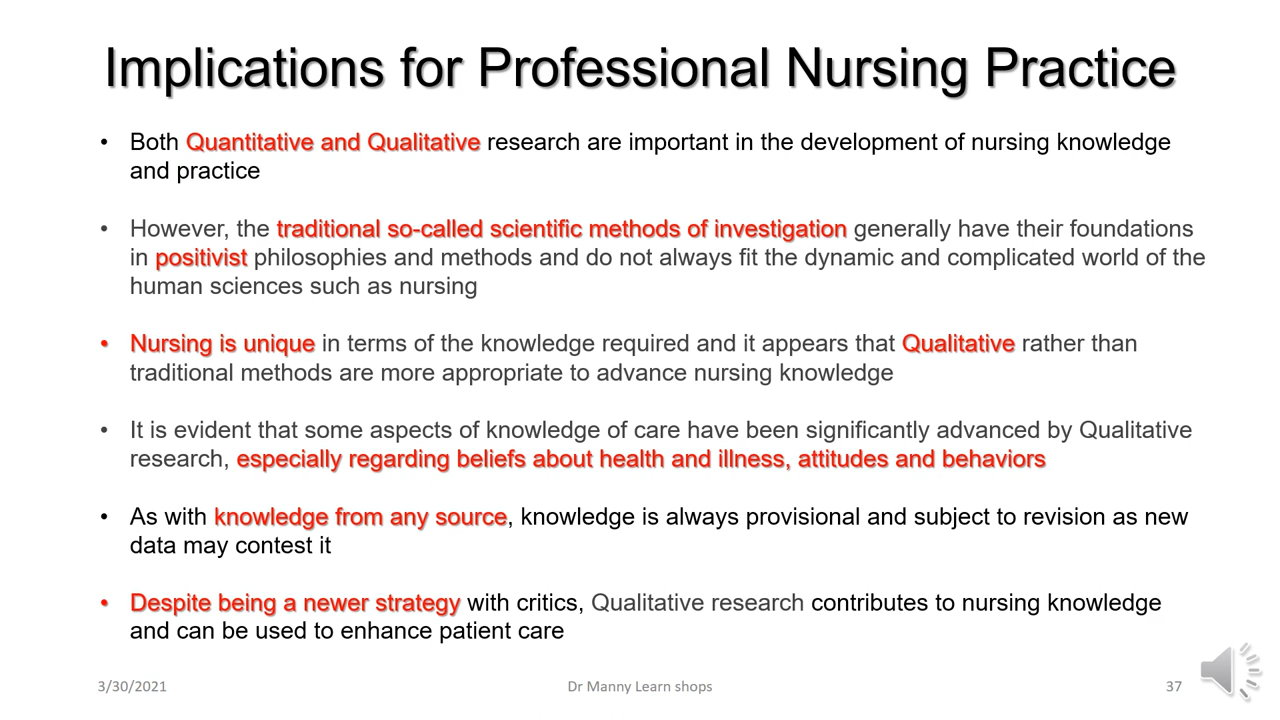 Implications for Professional Nursing Practice
• Both Quantitative and Qualitative research are important in the development of nursing knowledge
and practice
• However, the traditional so-called scientific methods of investigation generally have their foundations
in positivist philosophies and methods and do not always fit the dynamic and complicated world of the
human sciences such as nursing
• Nursing is unique in terms of the knowledge required and it appears that Qualitative rather than
traditional methods are more appropriate to advance nursing knowledge
• It is evident that some aspects of knowledge of care have been significantly advanced by Qualitative
research, especially regarding beliefs about health and illness, attitudes and behaviors
• As with knowledge from any source, knowledge is always provisional and subject to revision as new
data may contest it
• Despite being a newer strategy with critics, Qualitative research contributes to nursing knowledge
and can be used to enhance patient care
3/30/2021
Dr Manny Learn shops
37